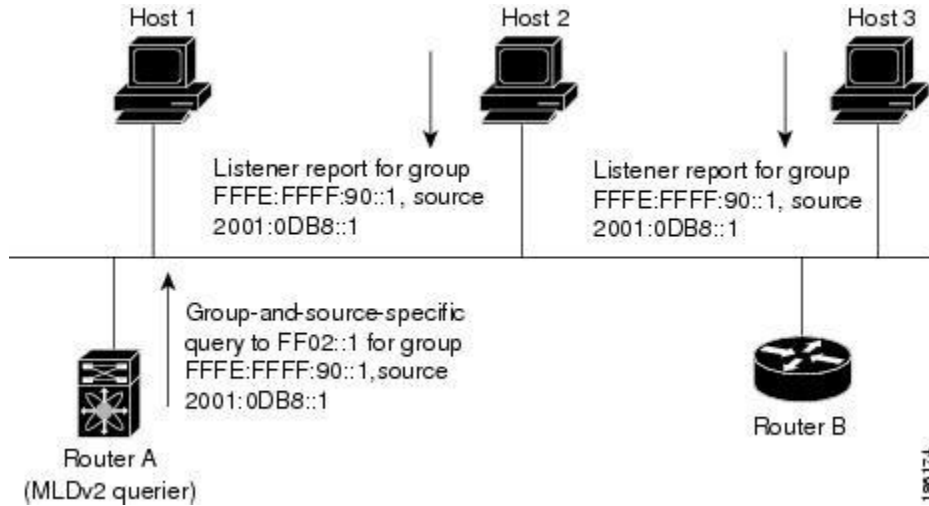 Host 1
Host 2
Host 3
Listener report for group
FFFE:FFFF:90::1, source
2001:0DB8::1
Listener report for group
FFFE:FFFF:90::1, source
2001:0DB8::1
Group-and-source-specific
query to FF02::1 for group
FFFE:FFFF:90::1,source
2001:0DB8::1
Router A
(MLDv2 querier)
Router B
186174